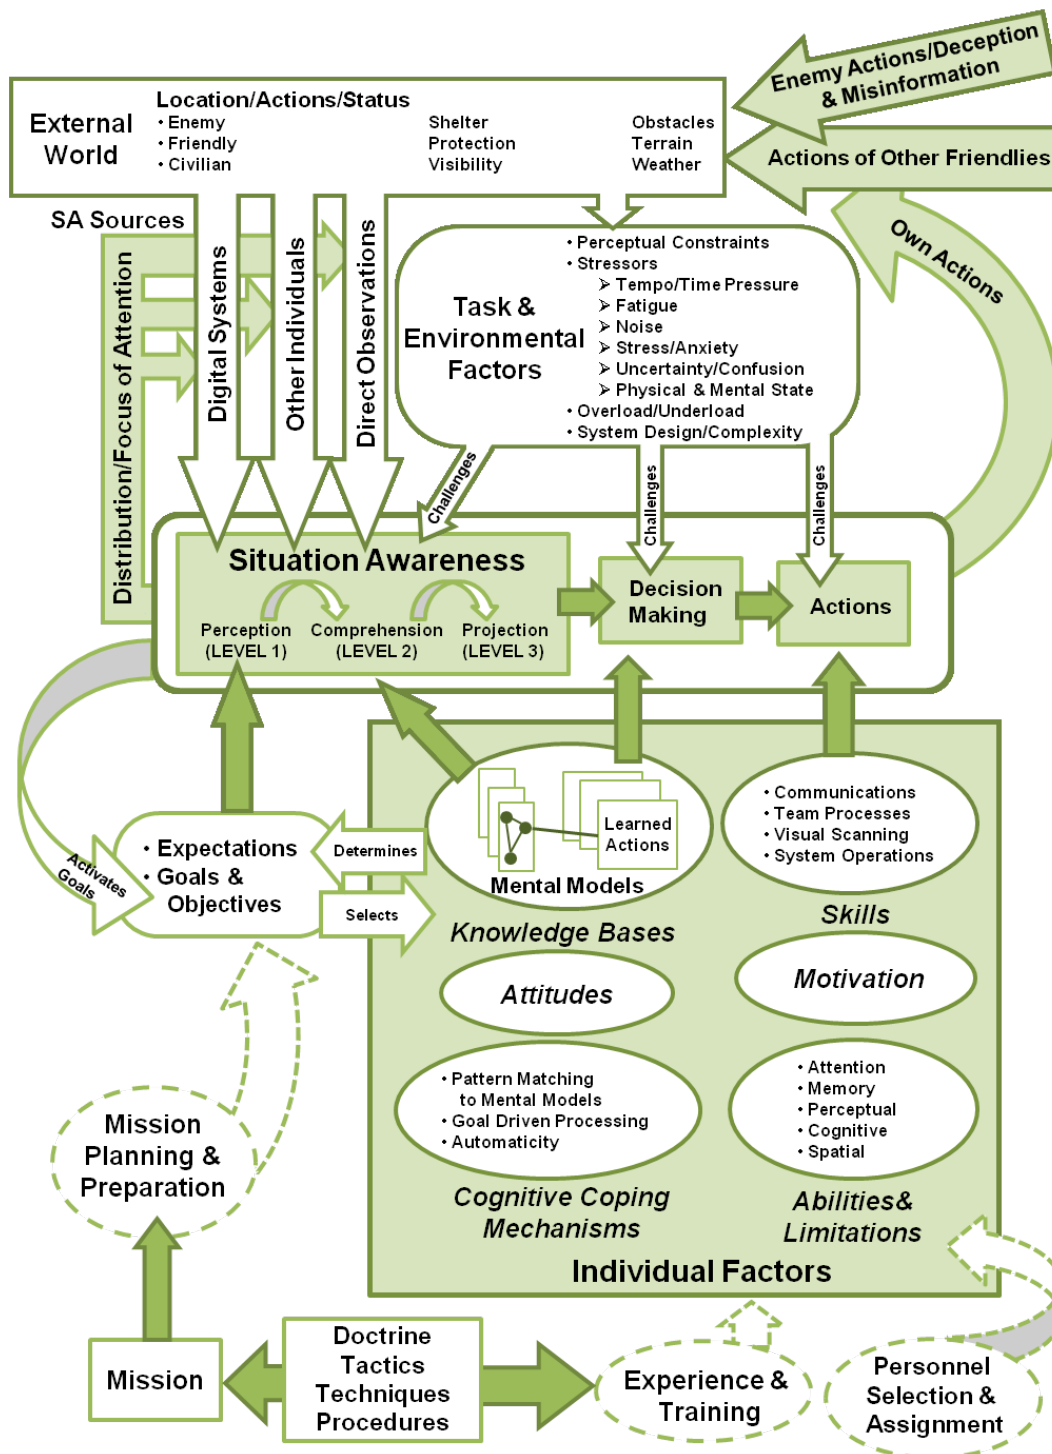 Enemy Actions/Deception
& Misinformation
Actions of Other Friendlies
Own Actions
External
World
Location/Actions/Status
• Enemy
• Friendly
• Civilian
Shelter
Protection
Visibility
Obstacles
Terrain
Weather
SA Sources
Distribution/Focus of Attention
Digital Systems
Other Individuals
Direct Observations
Task &
Environmental
Factors
• Perceptual Constraints
• Stressors
➢ Tempo/Time Pressure
➢ Fatigue
➢ Noise
➢ Stress/Anxiety
➢ Uncertainty/Confusion
➢ Physical & Mental State
• Overload/Underload
• System Design/Complexity
Challenges
Challenges
Challenges
Situation Awareness
Perception
(LEVEL 1)
Comprehension
(LEVEL 2)
Projection
(LEVEL 3)
Decision
Making
Actions
Activates
Goals
• Expectations
• Goals &
Objectives
Determines
Selects
Learned
Actions
Mental Models
Knowledge Bases
• Communications
• Team Processes
• Visual Scanning
• System Operations
Skills
Attitudes
Motivation
• Pattern Matching
to Mental Models
• Goal Driven Processing
• Automaticity
Cognitive Coping
Mechanisms
• Attention
• Memory
• Perceptual
• Cognitive
• Spatial
Abilities&
Limitations
Individual Factors
Mission
Planning &
Preparation
Mission
Doctrine
Tactics
Techniques
Procedures
Experience &
Training
Personnel
Selection &
Assignment